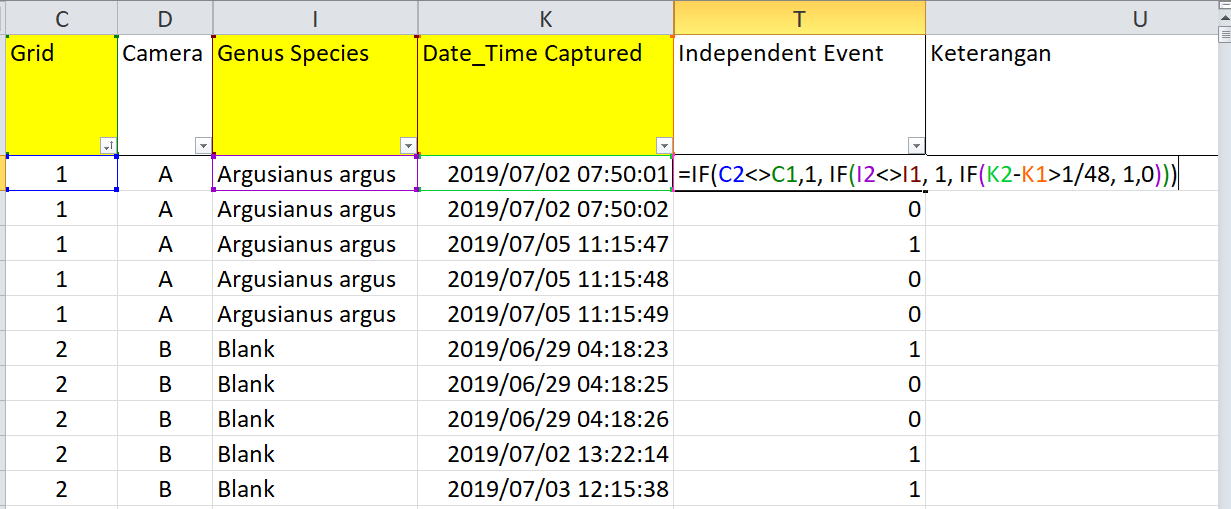 C D I K T U
Grid Camera Genus Species Date_Time Captured Independent Event Keterangan
1 A Argusianus argus 2019/07/02 07:50:01 =IF(C2<>C1,1, IF(I2<>I1, 1, IF(K2-K1>1/48, 1,0)))
1 A Argusianus argus 2019/07/02 07:50:02 0
1 A Argusianus argus 2019/07/05 11:15:47 1
1 A Argusianus argus 2019/07/05 11:15:48 0
1 A Argusianus argus 2019/07/05 11:15:49 0
2 B Blank 2019/06/29 04:18:23 1
2 B Blank 2019/06/29 04:18:25 0
2 B Blank 2019/06/29 04:18:26 0
2 B Blank 2019/07/02 13:22:14 1
2 B Blank 2019/07/03 12:15:38 1